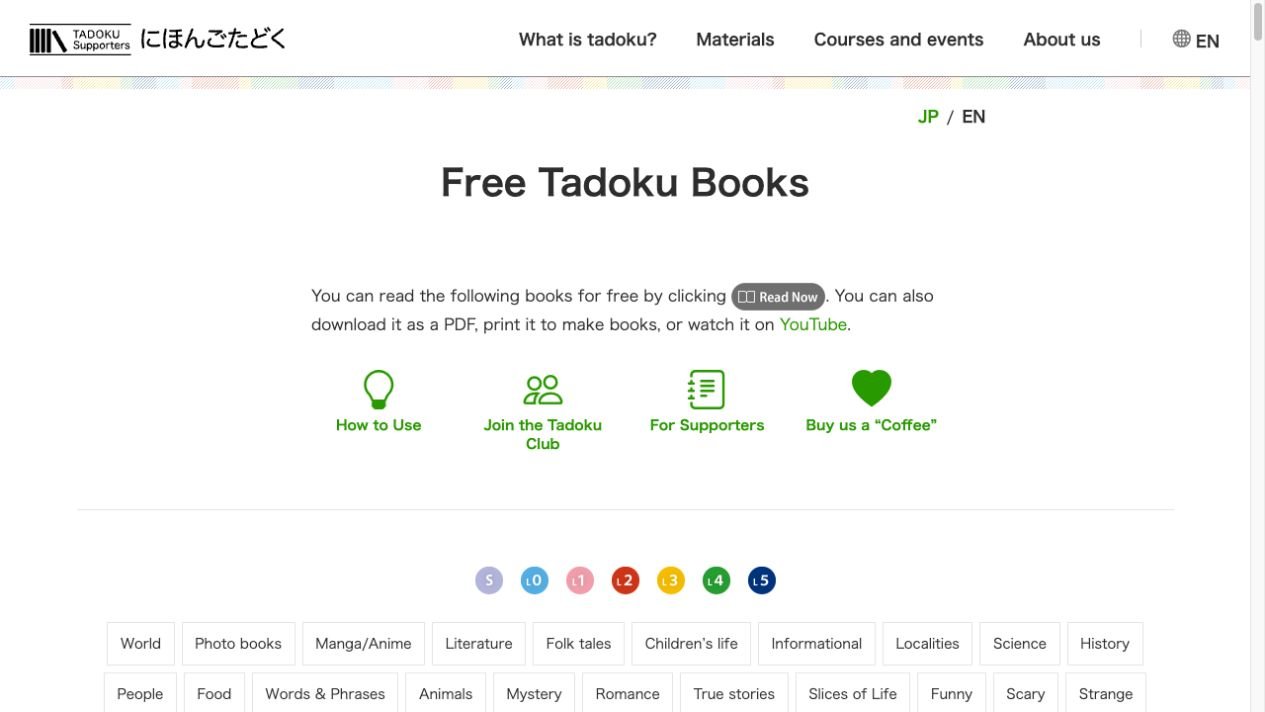 TADOKU
Supporters
にほんごたどく
What is tadoku?
Materials
Courses and events
About us
EN
JP / EN
Free Tadoku Books
You can read the following books for free by clicking Read Now. You can also
download it as a PDF, print it to make books, or watch it on YouTube.
How to Use
Join the Tadoku
Club
For Supporters
Buy us a “Coffee”
S
L0
L1
L2
L3
L4
L5
World
Photo books
Manga/Anime
Literature
Folk tales
Children’s life
Informational
Localities
Science
History
People
Food
Words & Phrases
Animals
Mystery
Romance
True stories
Slices of Life
Funny
Scary
Strange